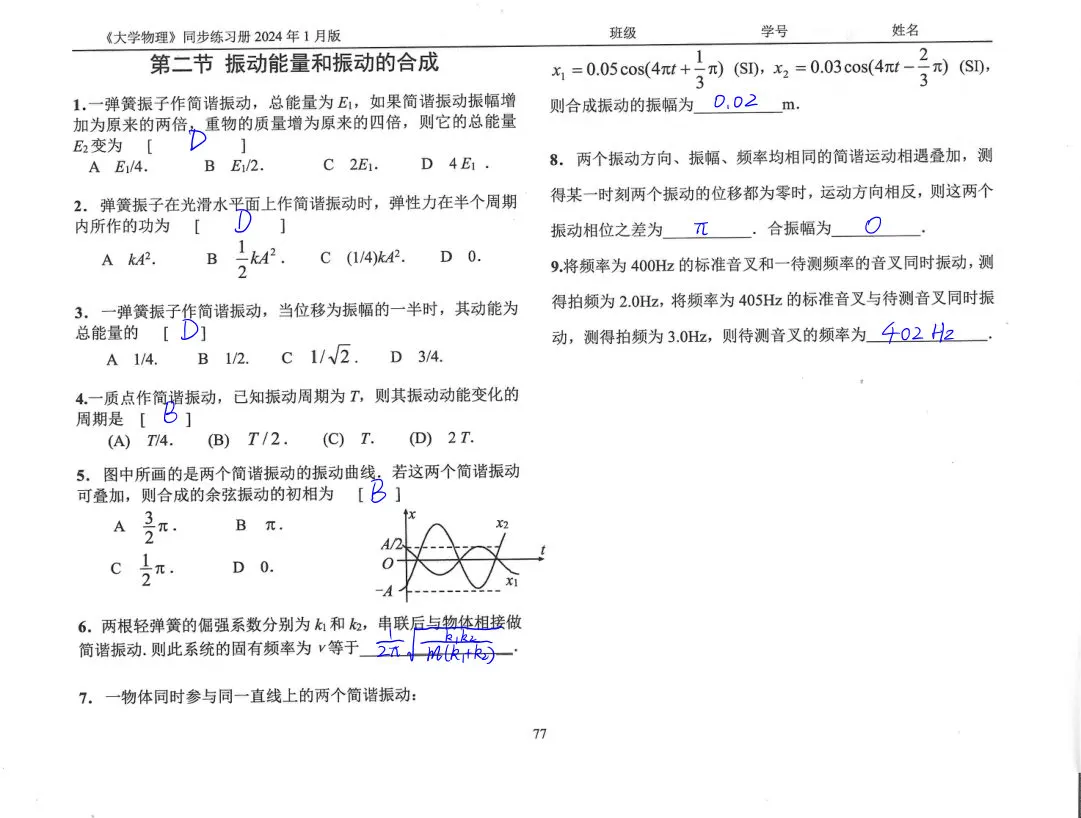 《大学物理》同步练习册 2024 年 1 月版 班级 学号 姓名
第二节 振动能量和振动的合成
1.一弹簧振子作简谐振动，总能量为 E₁，如果简谐振动振幅增
加为原来的两倍，重物的质量增为原来的四倍，则它的总能量
E₂变为 [ D ]
A E₁/4. B E₁/2. C 2E₁. D 4 E₁ .
2. 弹簧振子在光滑水平面上作简谐振动时，弹性力在半个周期
内所作的功为 [ D ]
A kA². B 1/2 kA². C (1/4)kA². D 0.
3. 一弹簧振子作简谐振动，当位移为振幅的一半时，其动能为
总能量的 [ D ]
A 1/4. B 1/2. C 1/√2. D 3/4.
4.一质点作简谐振动，已知振动周期为 T，则其振动动能变化的
周期是 [ B ]
(A) T/4. (B) T/2. (C) T. (D) 2 T.
5. 图中所画的是两个简谐振动的振动曲线．若这两个简谐振动
可叠加，则合成的余弦振动的初相为 [ B ]
A 3/2 π. B π.
C 1/2 π. D 0.
x
x₂
A/2
t
O
x₁
−A
6. 两根轻弹簧的倔强系数分别为 k₁ 和 k₂，串联后与物体相接做
简谐振动.则此系统的固有频率为 ν 等于 1/2π √(k₁k₂/m(k₁+k₂)) .
7. 一物体同时参与同一直线上的两个简谐振动：
x₁ = 0.05cos(4πt + 1/3 π) (SI)，x₂ = 0.03cos(4πt − 2/3 π) (SI)，
则合成振动的振幅为 0.02 m.
8. 两个振动方向、振幅、频率均相同的简谐运动相遇叠加，测
得某一时刻两个振动的位移都为零时，运动方向相反，则这两个
振动相位之差为 π ．合振幅为 0 .
9.将频率为 400Hz 的标准音叉和一待测频率的音叉同时振动，测
得拍频为 2.0Hz，将频率为 405Hz 的标准音叉与待测音叉同时振
动，测得拍频为 3.0Hz，则待测音叉的频率为 402 Hz .
77